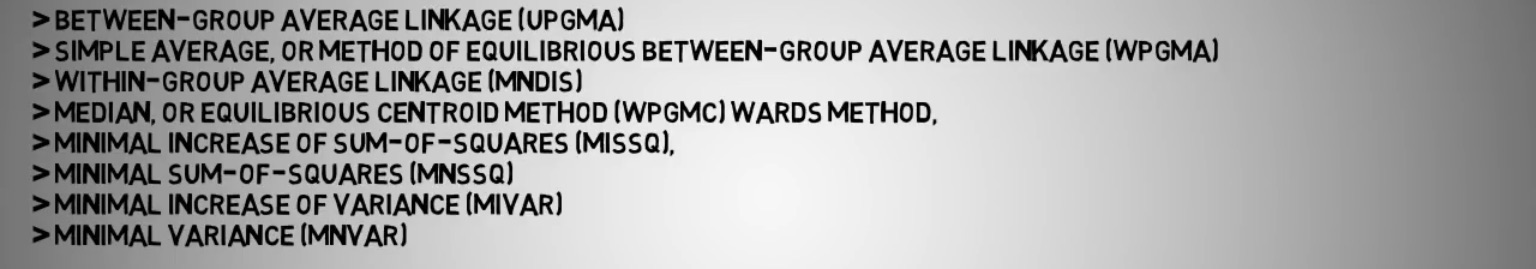 >BETWEEN-GROUP AVERAGE LINKAGE (UPGMA)
>SIMPLE AVERAGE, OR METHOD OF EQUILIBRIOUS BETWEEN-GROUP AVERAGE LINKAGE (WPGMA)
>WITHIN-GROUP AVERAGE LINKAGE (MNDIS)
>MEDIAN, OR EQUILIBRIOUS CENTROID METHOD (WPGMC) WARDS METHOD,
>MINIMAL INCREASE OF SUM-OF-SQUARES (MISSQ),
>MINIMAL SUM-OF-SQUARES (MNSSQ)
>MINIMAL INCREASE OF VARIANCE (MIVAR)
>MINIMAL VARIANCE (MNVAR)